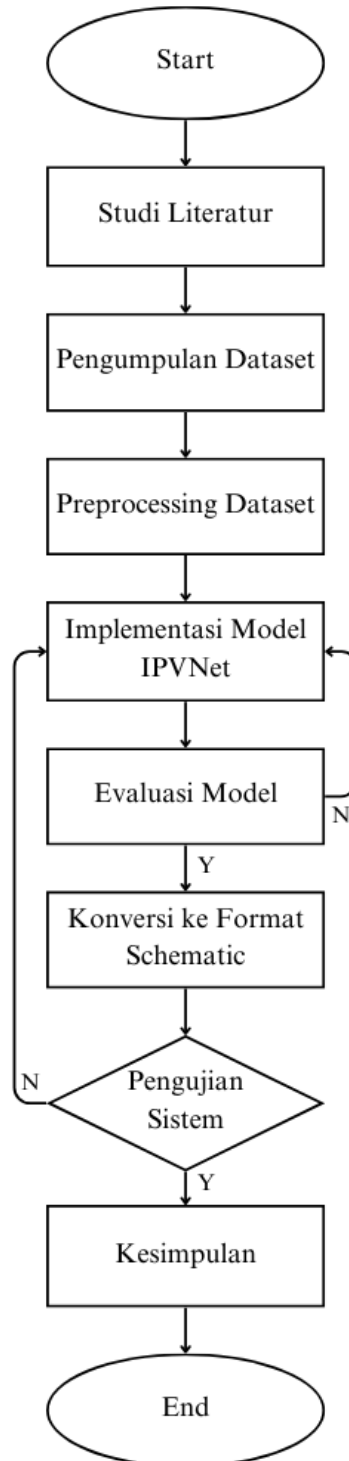 Start
Studi Literatur
Pengumpulan Dataset
Preprocessing Dataset
Implementasi Model
IPVNet
Evaluasi Model
N
Y
Konversi ke Format
Schematic
N
Pengujian
Sistem
Y
Kesimpulan
End